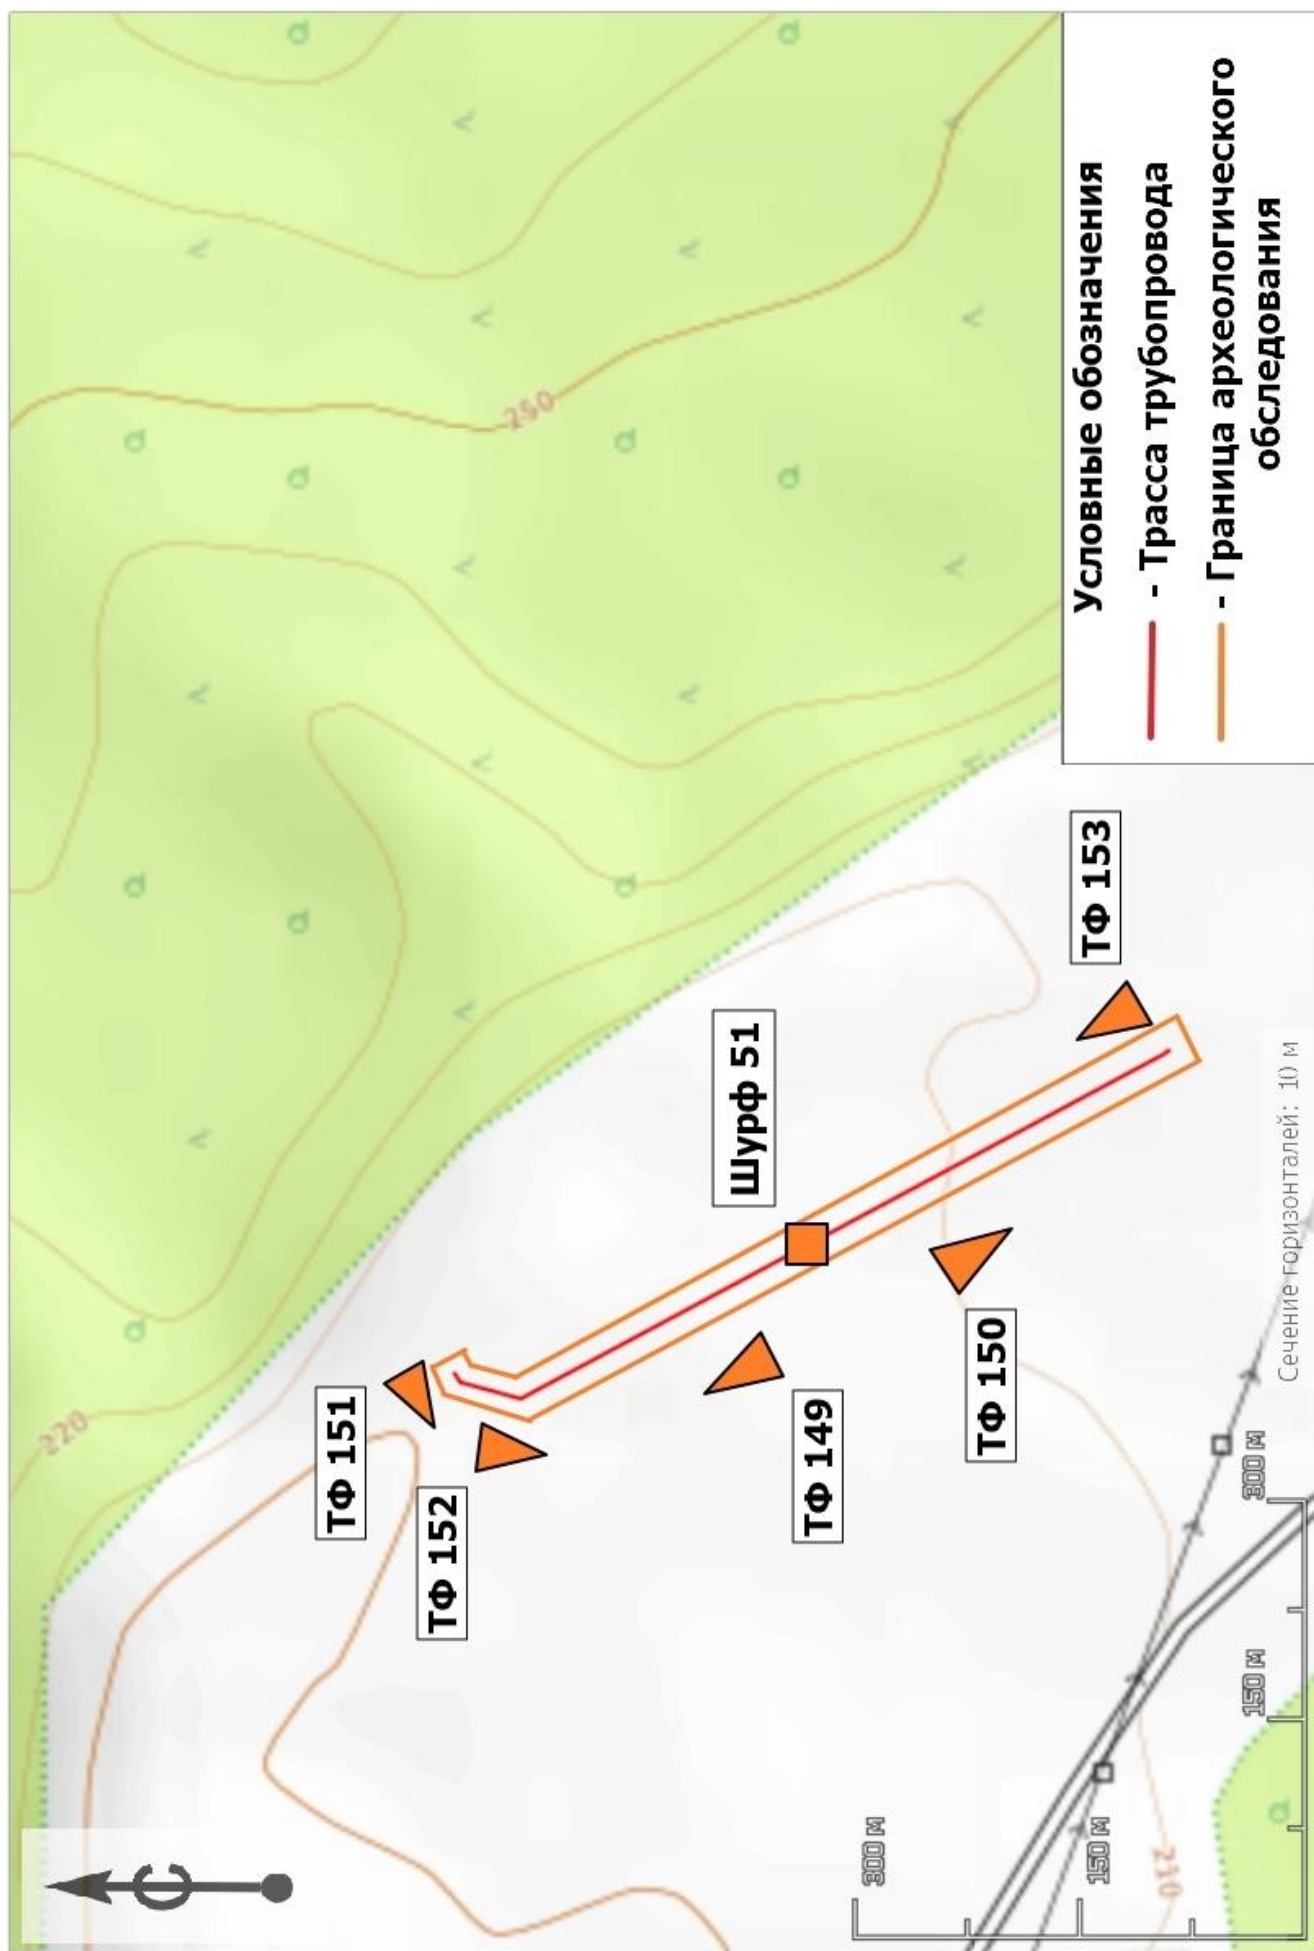 220
250
ТФ 151
ТФ 152
Шурф 51
ТФ 149
ТФ 150
ТФ 153
С
300 м
150 м
210
150 м
300 м
Сечение горизонталей: 10 м
Условные обозначения
- Трасса трубопровода
- Граница археологического
обследования